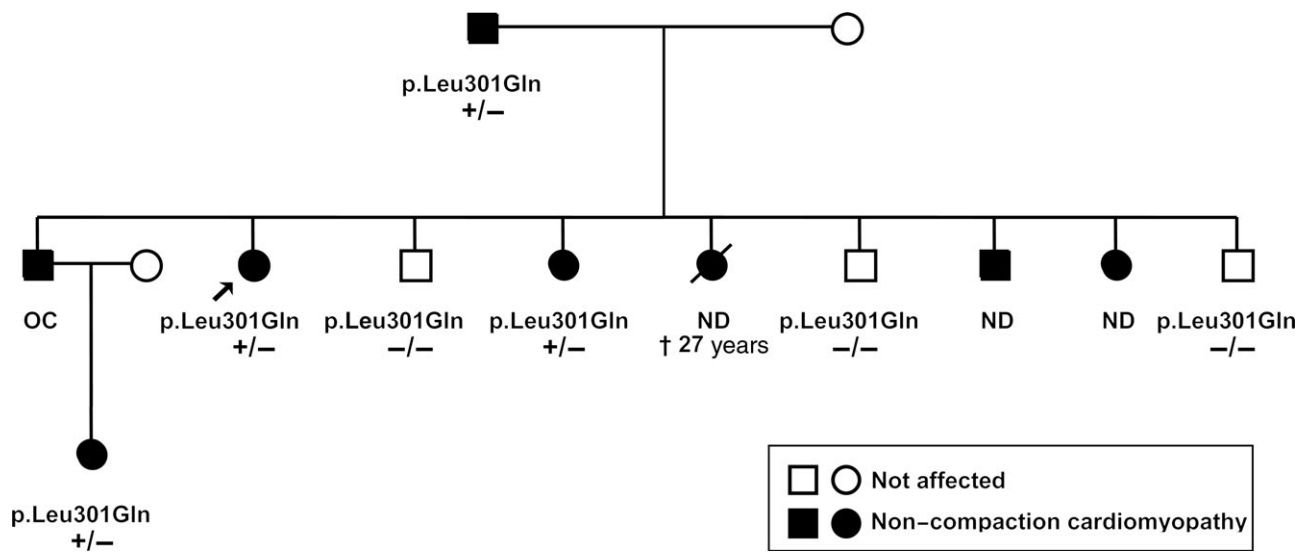 p.Leu301Gln
+/−
OC
p.Leu301Gln
+/−
p.Leu301Gln
−/−
p.Leu301Gln
+/−
ND
† 27 years
p.Leu301Gln
−/−
ND
ND
p.Leu301Gln
−/−
p.Leu301Gln
+/−
Not affected
Non−compaction cardiomyopathy